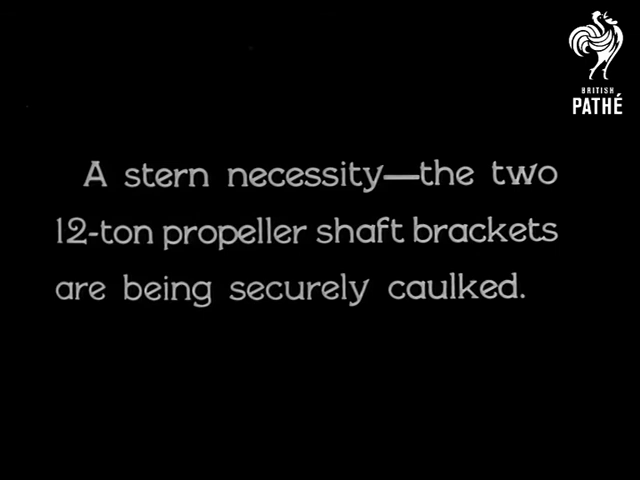 BRITISH
PATHÉ
A stern necessity—the two
12-ton propeller shaft brackets
are being securely caulked.